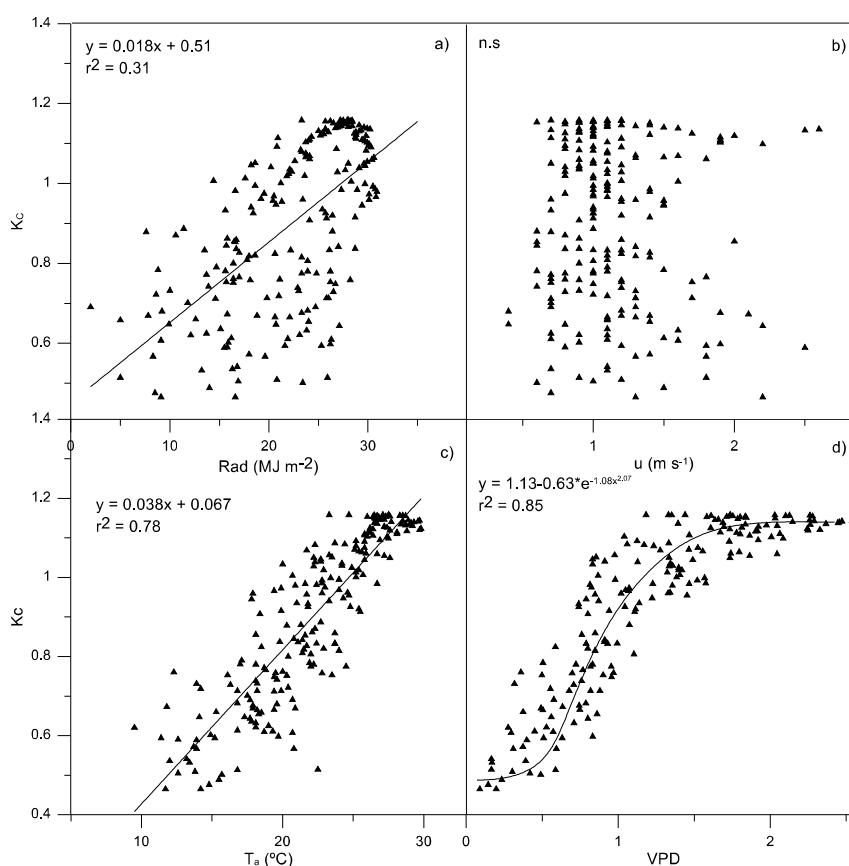 1.4
y = 0.018x + 0.51
r2 = 0.31
a)
n.s
b)
1.2
1
Kc
0.8
0.6
1.4
0
10
20
30
Rad (MJ m-2)
1
2
u (m s-1)
c)
d)
y = 0.038x + 0.067
r2 = 0.78
y = 1.13-0.63*e-1.08x2.07
r2 = 0.85
1.2
1
Kc
0.8
0.6
0.4
10
20
30
Ta (ºC)
0
1
2
VPD